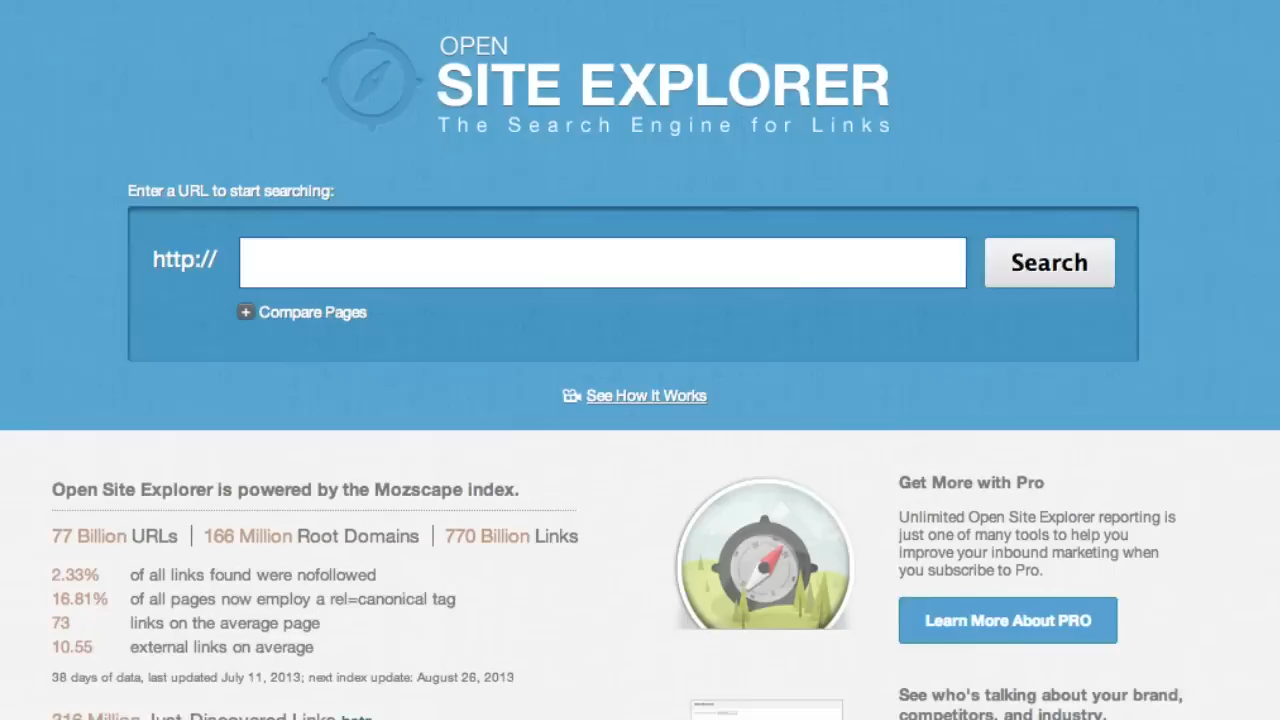 OPEN
SITE EXPLORER
The Search Engine for Links
Enter a URL to start searching:
http://
Search
+ Compare Pages
See How It Works
Open Site Explorer is powered by the Mozscape index.
77 Billion URLs | 166 Million Root Domains | 770 Billion Links
2.33% of all links found were nofollowed
16.81% of all pages now employ a rel=canonical tag
73 links on the average page
10.55 external links on average
38 days of data, last updated July 11, 2013; next index update: August 26, 2013
216 Million Just-Discovered Links beta
Get More with Pro
Unlimited Open Site Explorer reporting is
just one of many tools to help you
improve your inbound marketing when
you subscribe to Pro.
Learn More About PRO
See who's talking about your brand,
competitors, and industry.